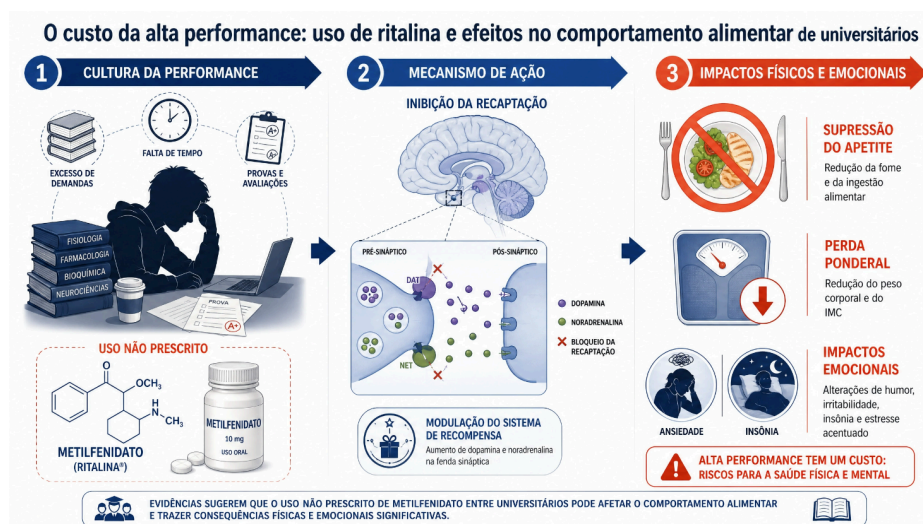 O custo da alta performance: uso de ritalina e efeitos no comportamento alimentar de universitários
1 CULTURA DA PERFORMANCE
EXCESSO DE
DEMANDAS
FALTA DE TEMPO
PROVAS E
AVALIAÇÕES
A+
FISIOLOGIA
FARMACOLOGIA
BIOQUÍMICA
NEUROCIÊNCIAS
PROVA
A+
USO NÃO PRESCRITO
O
OCH₃
H
N
CH₃
METILFENIDATO
(RITALINA®)
METILFENIDATO
10 mg
USO ORAL
2 MECANISMO DE AÇÃO
INIBIÇÃO DA RECAPTAÇÃO
PRÉ-SINÁPTICO
PÓS-SINÁPTICO
DAT
NET
DOPAMINA
NORADRENALINA
BLOQUEIO DA
RECAPTAÇÃO
MODULAÇÃO DO SISTEMA
DE RECOMPENSA
Aumento de dopamina e noradrenalina
na fenda sináptica
3 IMPACTOS FÍSICOS E EMOCIONAIS
SUPRESSÃO
DO APETITE
Redução da fome
e da ingestão
alimentar
PERDA
PONDERAL
Redução do peso
corporal e do
IMC
ANSIEDADE
INSÔNIA
IMPACTOS
EMOCIONAIS
Alterações de humor,
irritabilidade,
insônia e estresse
acentuado
ALTA PERFORMANCE TEM UM CUSTO:
RISCOS PARA A SAÚDE FÍSICA E MENTAL
EVIDÊNCIAS SUGEREM QUE O USO NÃO PRESCRITO DE METILFENIDATO ENTRE UNIVERSITÁRIOS PODE AFETAR O COMPORTAMENTO ALIMENTAR
E TRAZER CONSEQUÊNCIAS FÍSICAS E EMOCIONAIS SIGNIFICATIVAS.